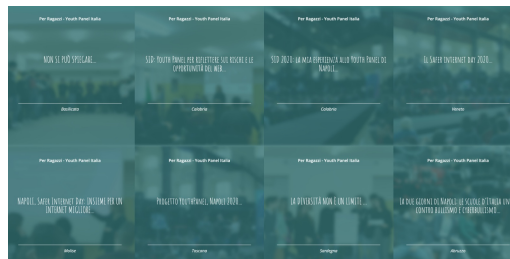 Per Ragazzi - Youth Panel Italia
NON SI PUÒ SPIEGARE...
Basilicata
Per Ragazzi - Youth Panel Italia
SID: YOUTH PANEL PER RIFLETTERE SUI RISCHI E LE
OPPORTUNITÀ DEL WEB...
Calabria
Per Ragazzi - Youth Panel Italia
SID 2020: LA MIA ESPERIENZA ALLO YOUTH PANEL DI
NAPOLI...
Calabria
Per Ragazzi - Youth Panel Italia
IL SAFER INTERNET DAY 2020...
Veneto
Per Ragazzi - Youth Panel Italia
NAPOLI, SAFER INTERNET DAY: INSIEME PER UN
INTERNET MIGLIORE...
Molise
Per Ragazzi - Youth Panel Italia
PROGETTO YOUTHPANEL, NAPOLI 2020...
Toscana
Per Ragazzi - Youth Panel Italia
LA DIVERSITÀ NON È UN LIMITE...
Sardegna
Per Ragazzi - Youth Panel Italia
LA DUE GIORNI DI NAPOLI: LE SCUOLE D'ITALIA UN
CONTRO BULLISMO E CYBERBULLISMO...
Abruzzo